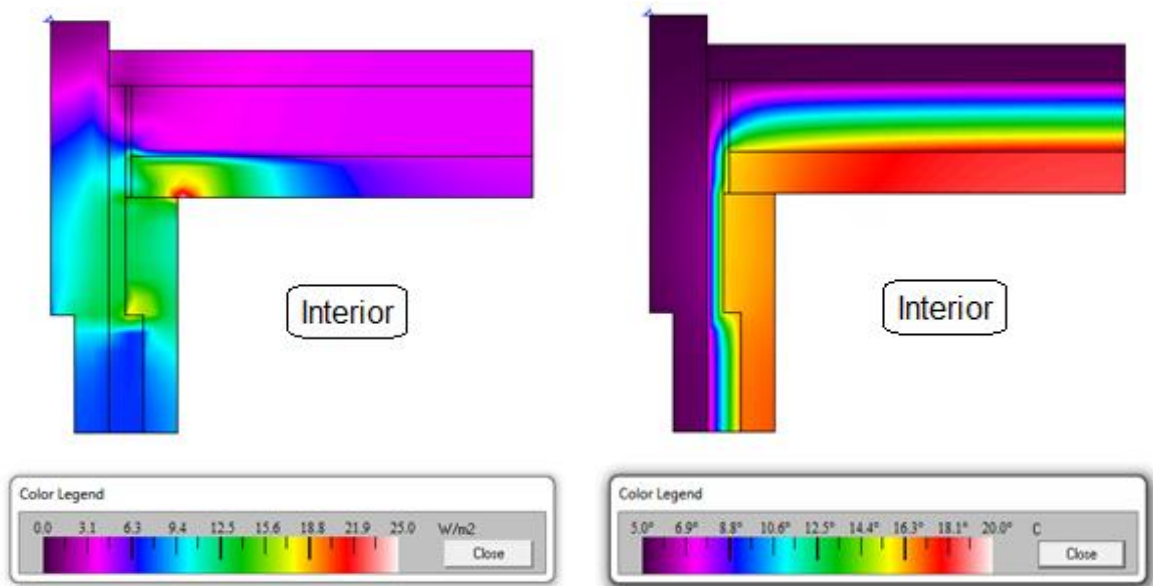 Interior
Interior
Color Legend
0.0 3.1 6.3 9.4 12.5 15.6 18.8 21.9 25.0 W/m2
Close
Color Legend
5.0° 6.9° 8.8° 10.6° 12.5° 14.4° 16.3° 18.1° 20.0° C
Close